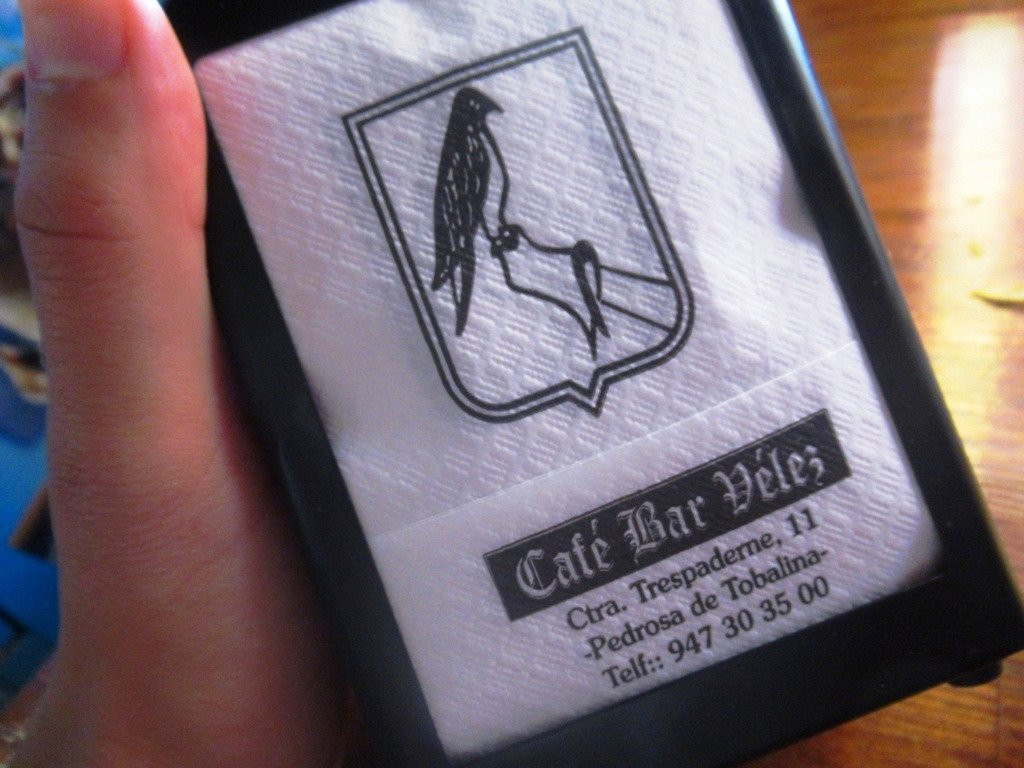 Café Bar Vélez
Ctra. Trespaderne, 11
-Pedrosa de Tobalina-
Telf:: 947 30 35 00